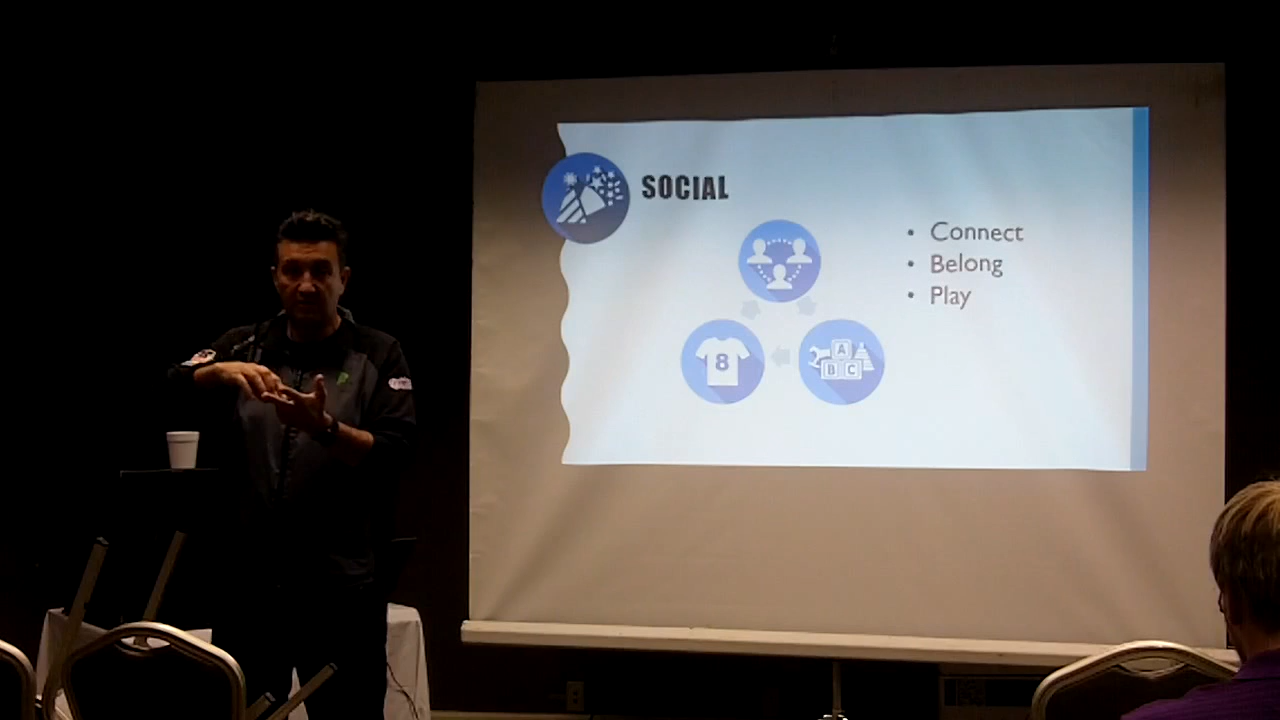 SOCIAL
• Connect
• Belong
• Play
8
A
B C